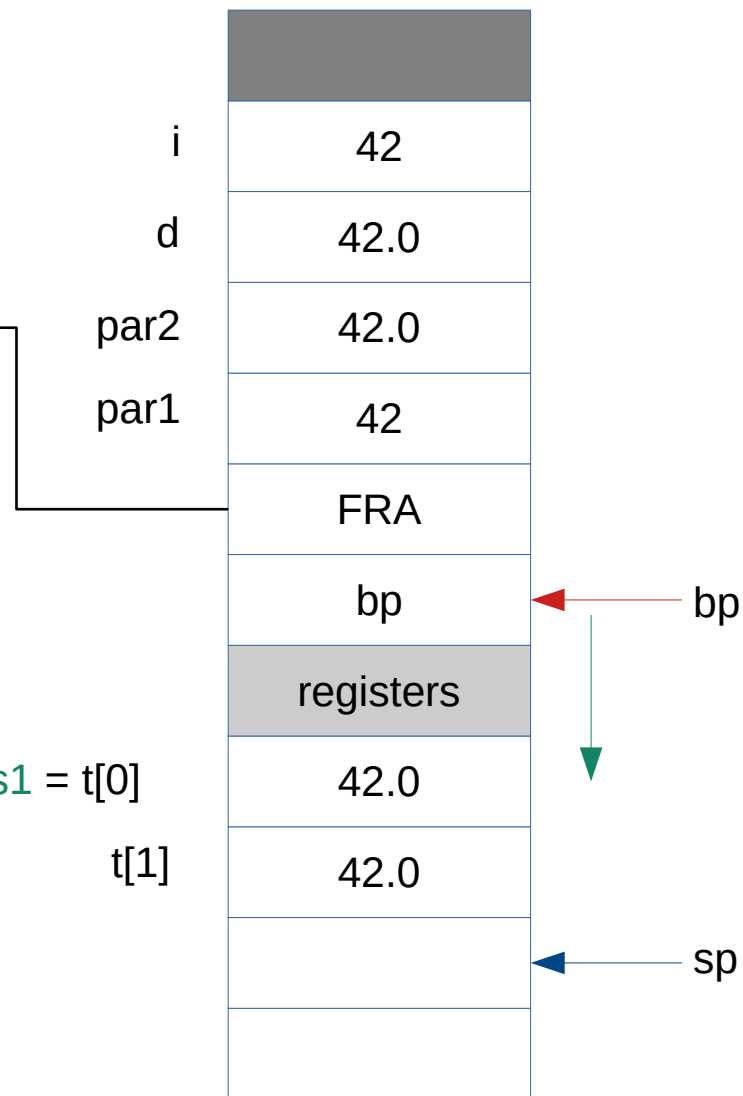 i 42
d 42.0
par2 42.0
par1 42
FRA
bp bp
registers
s1 = t[0] 42.0
t[1] 42.0
sp